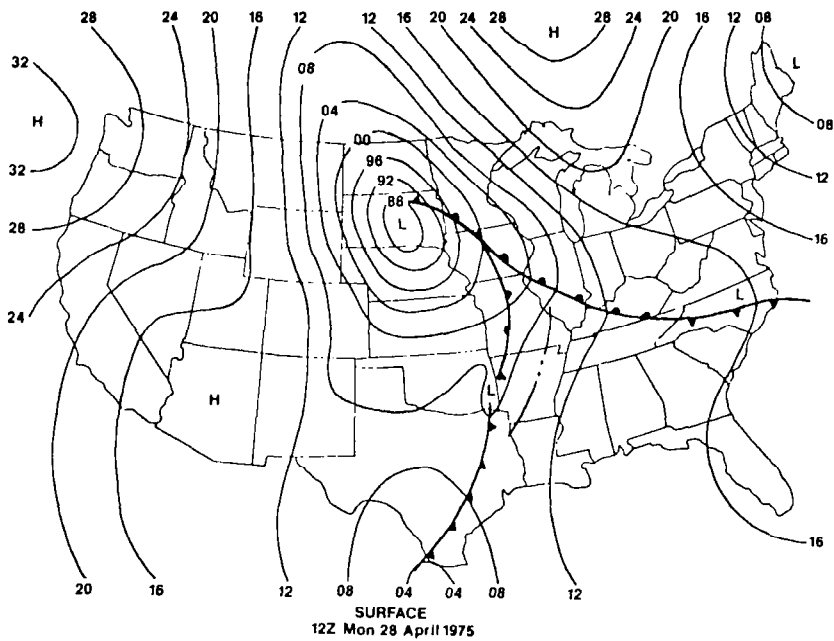 28 24 20 16 12 12 16 20 24 28 H 28 24 20 16 12 08
32 L
08
H 04 08
00
32 96 12
92
88
28 L 16
L
24
H L
16
20 16 12 08 04 04 08 12
SURFACE
12Z Mon 28 April 1975